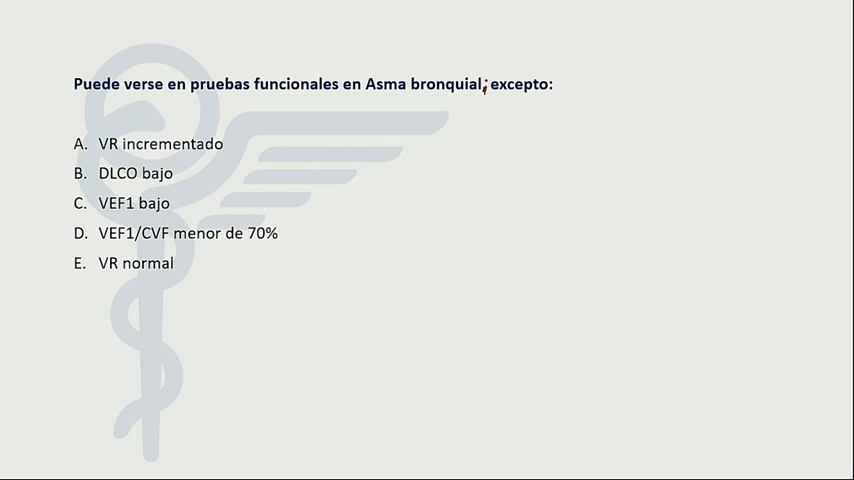 Puede verse en pruebas funcionales en Asma bronquial; excepto:
A. VR incrementado
B. DLCO bajo
C. VEF1 bajo
D. VEF1/CVF menor de 70%
E. VR normal